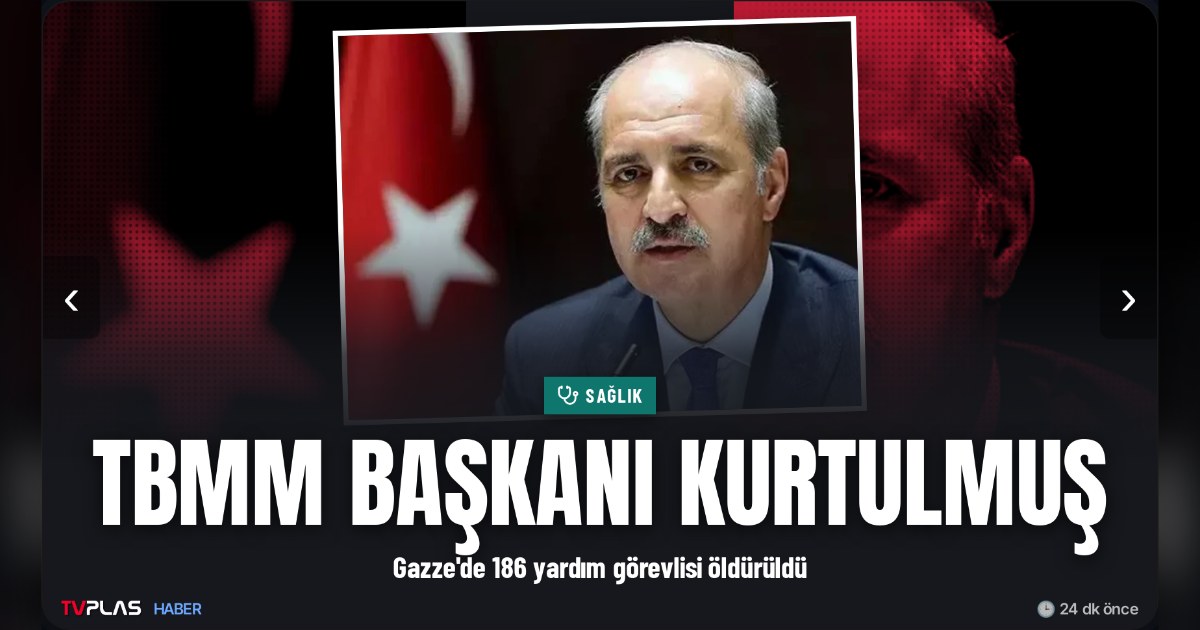 SAĞLIK
TBMM BAŞKANI KURTULMUŞ
Gazze'de 186 yardım görevlisi öldürüldü
TVPLAS HABER
24 dk önce